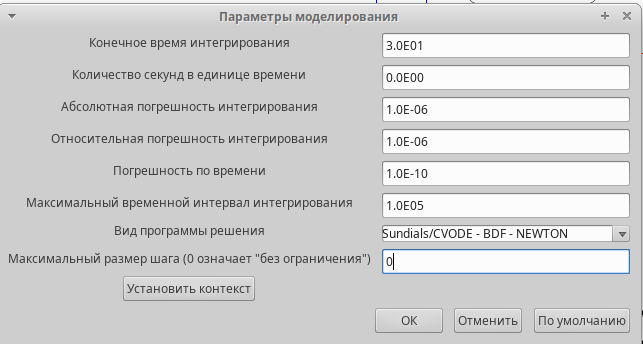 Параметры моделирования
Конечное время интегрирования
3.0E01
Количество секунд в единице времени
0.0E00
Абсолютная погрешность интегрирования
1.0E-06
Относительная погрешность интегрирования
1.0E-06
Погрешность по времени
1.0E-10
Максимальный временной интервал интегрирования
1.0E05
Вид программы решения
Sundials/CVODE - BDF - NEWTON
Максимальный размер шага (0 означает "без ограничения")
0
Установить контекст
ОК
Отменить
По умолчанию